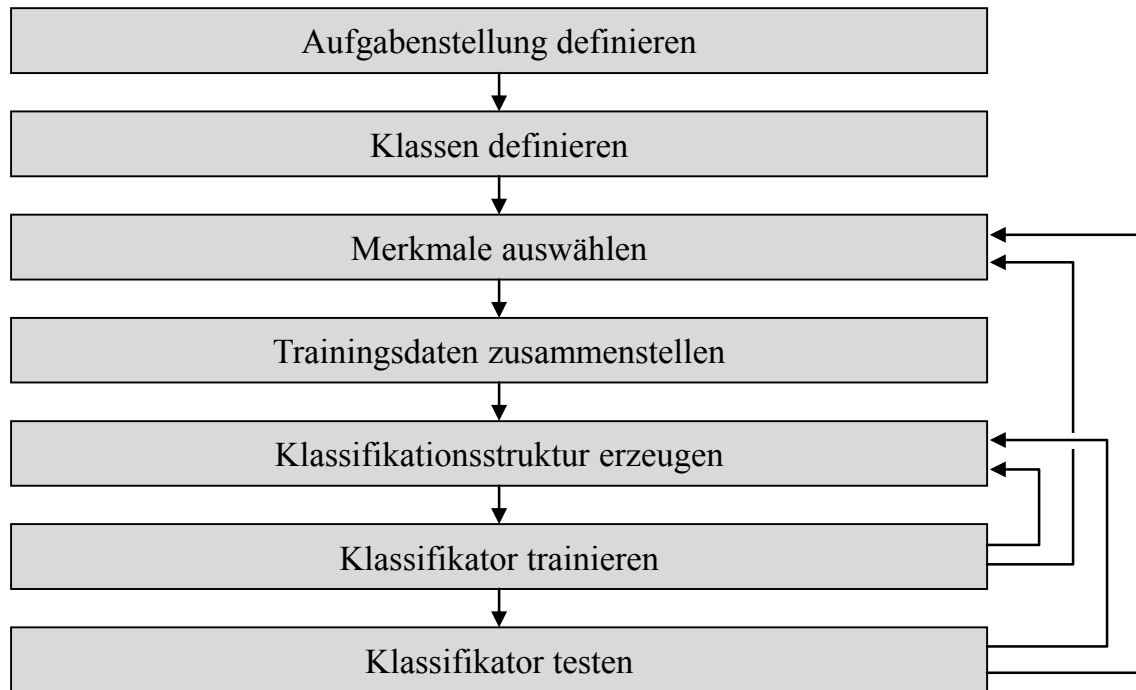 Aufgabenstellung definieren
Klassen definieren
Merkmale auswählen
Trainingsdaten zusammenstellen
Klassifikationsstruktur erzeugen
Klassifikator trainieren
Klassifikator testen